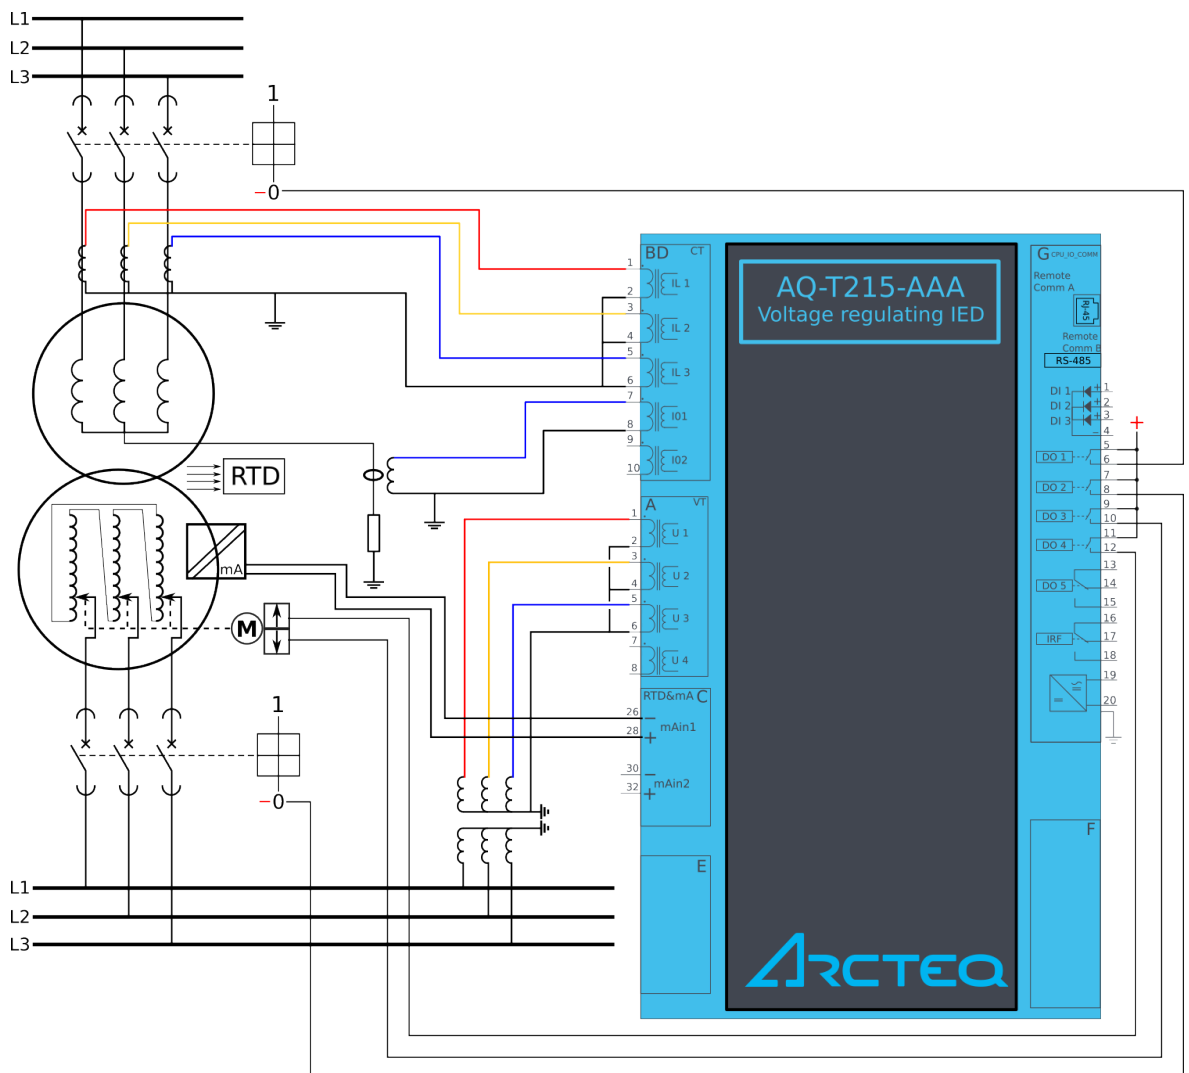 L1
L2
L3
1
−0
RTD
mA
M
1
−0
L1
L2
L3
BD
CT
1
IL 1
2
3
IL 2
4
5
IL 3
6
7
I01
8
9
I02
10
A
VT
1
U 1
2
3
U 2
4
5
U 3
6
7
U 4
8
RTD&mA C
26
−
mAin1
28
+
30
−
mAin2
32
+
E
AQ-T215-AAA
Voltage regulating IED
ARCTEQ
G CPU_IO_COMM
Remote
Comm A
RJ-45
Remote
Comm B
RS-485
DI 1 +1
DI 2 +2
DI 3 +3
−4
+
5
DO 1 6
7
DO 2 8
9
DO 3 10
11
DO 4 12
13
DO 5 14
15
16
IRF 17
18
19
20
F